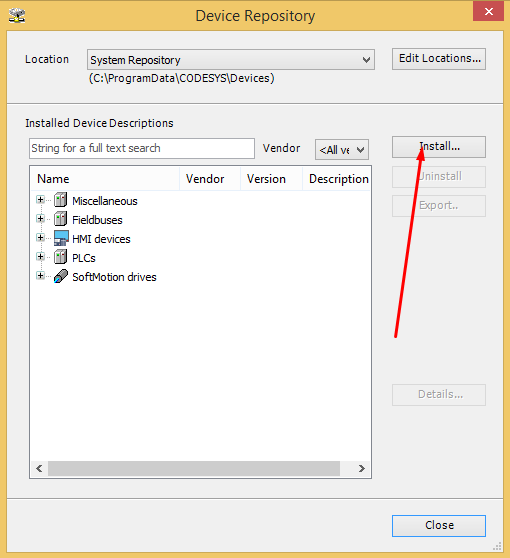 Device Repository
Location
System Repository
Edit Locations...
(C:\ProgramData\CODESYS\Devices)
Installed Device Descriptions
String for a full text search
Vendor
<All ve
Install...
Name Vendor Version Description
Uninstall
Miscellaneous
Export..
Fieldbuses
HMI devices
PLCs
SoftMotion drives
Details...
Close